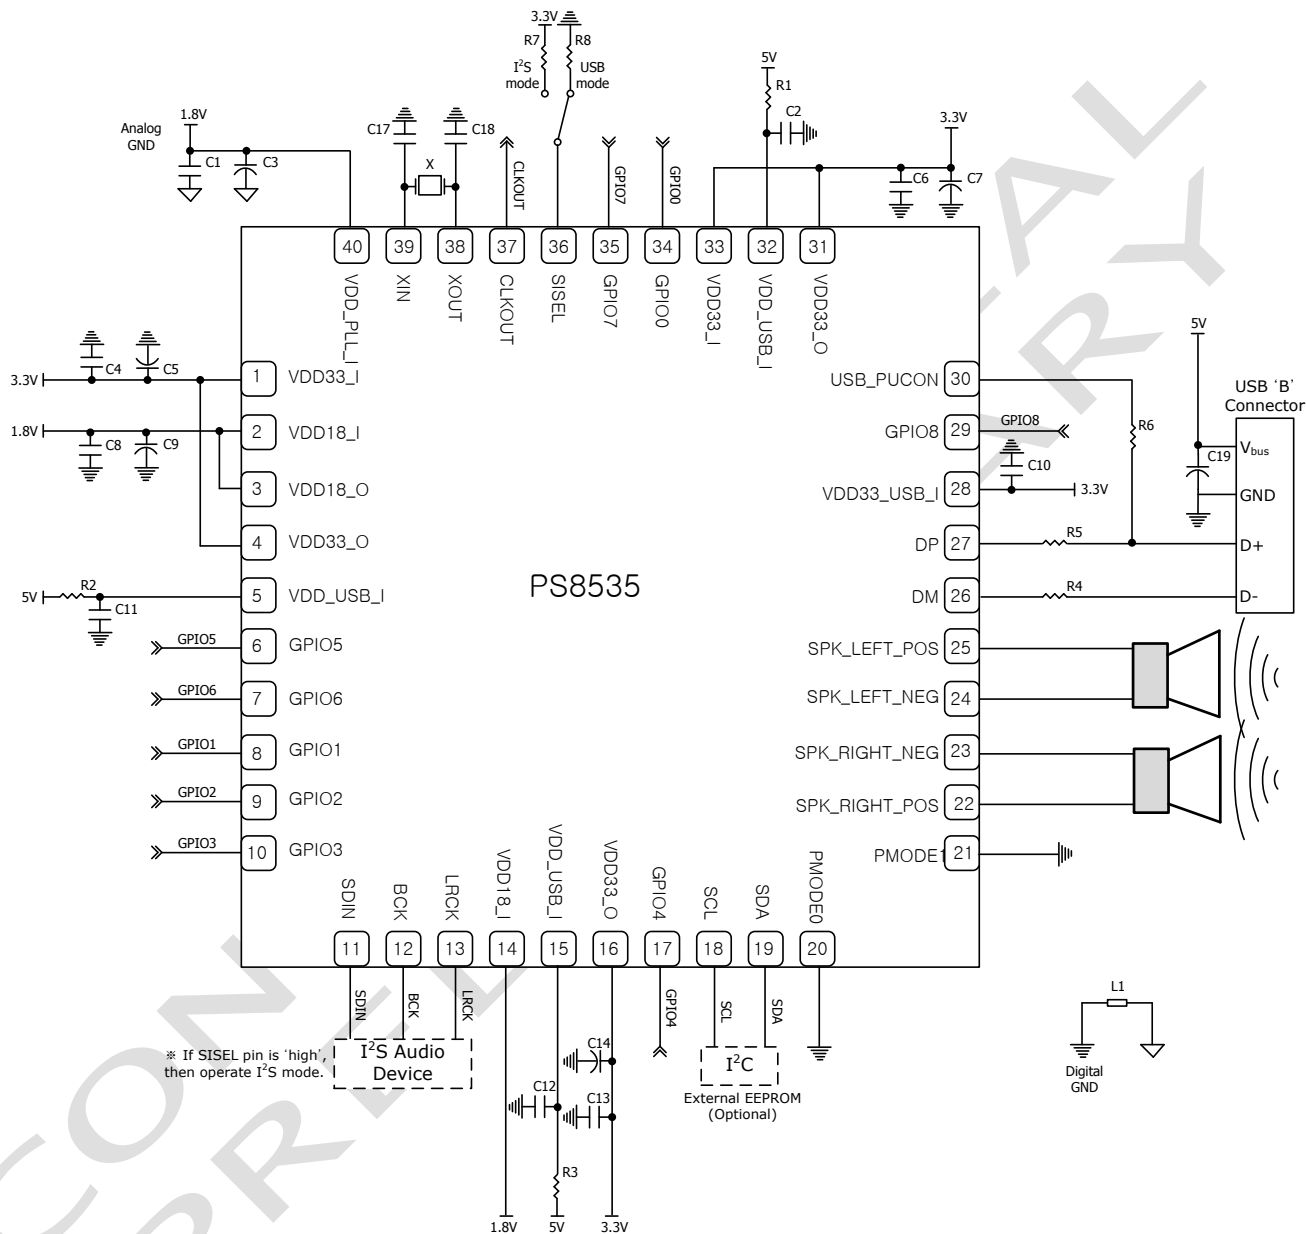 3.3V
R7
R8
I²S
mode
USB
mode
5V
R1
C2
3.3V
1.8V
Analog
GND
C1
C3
C17
C18
X
CLKOUT
GPIO7
GPIO0
C6
C7
40
39
38
37
36
35
34
33
32
31
VDD_PLL_I
XIN
XOUT
CLKOUT
SISEL
GPIO7
GPIO0
VDD33_I
VDD_USB_I
VDD33_O
C4
C5
3.3V
1 VDD33_I
1.8V
C8
C9
2 VDD18_I
3 VDD18_O
4 VDD33_O
5V
R2
C11
5 VDD_USB_I
GPIO5
6 GPIO5
GPIO6
7 GPIO6
GPIO1
8 GPIO1
GPIO2
9 GPIO2
GPIO3
10 GPIO3
PS8535
USB_PUCON 30
GPIO8 29
GPIO8
VDD33_USB_I 28
C10
3.3V
DP 27
R5
R6
DM 26
R4
5V
USB 'B'
Connector
C19
Vbus
GND
D+
D-
SPK_LEFT_POS 25
SPK_LEFT_NEG 24
SPK_RIGHT_NEG 23
SPK_RIGHT_POS 22
PMODE1 21
SDIN
BCK
LRCK
VDD18_I
VDD_USB_I
VDD33_O
GPIO4
SCL
SDA
PMODE0
11
12
13
14
15
16
17
18
19
20
SDIN
BCK
LRCK
GPIO4
SCL
SDA
※ If SISEL pin is 'high',
then operate I²S mode.
I²S Audio
Device
C14
C12
C13
R3
1.8V
5V
3.3V
I²C
External EEPROM
(Optional)
L1
Digital
GND